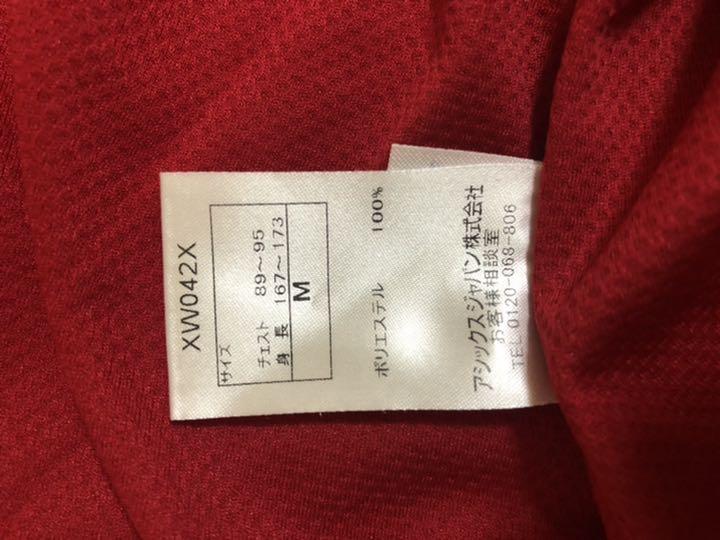 XW042X
サイズ
チェスト 89～95
身長 167～173
M
ポリエステル 100%
アシックスジャパン株式会社
お客様相談室
TEL 0120-068-806